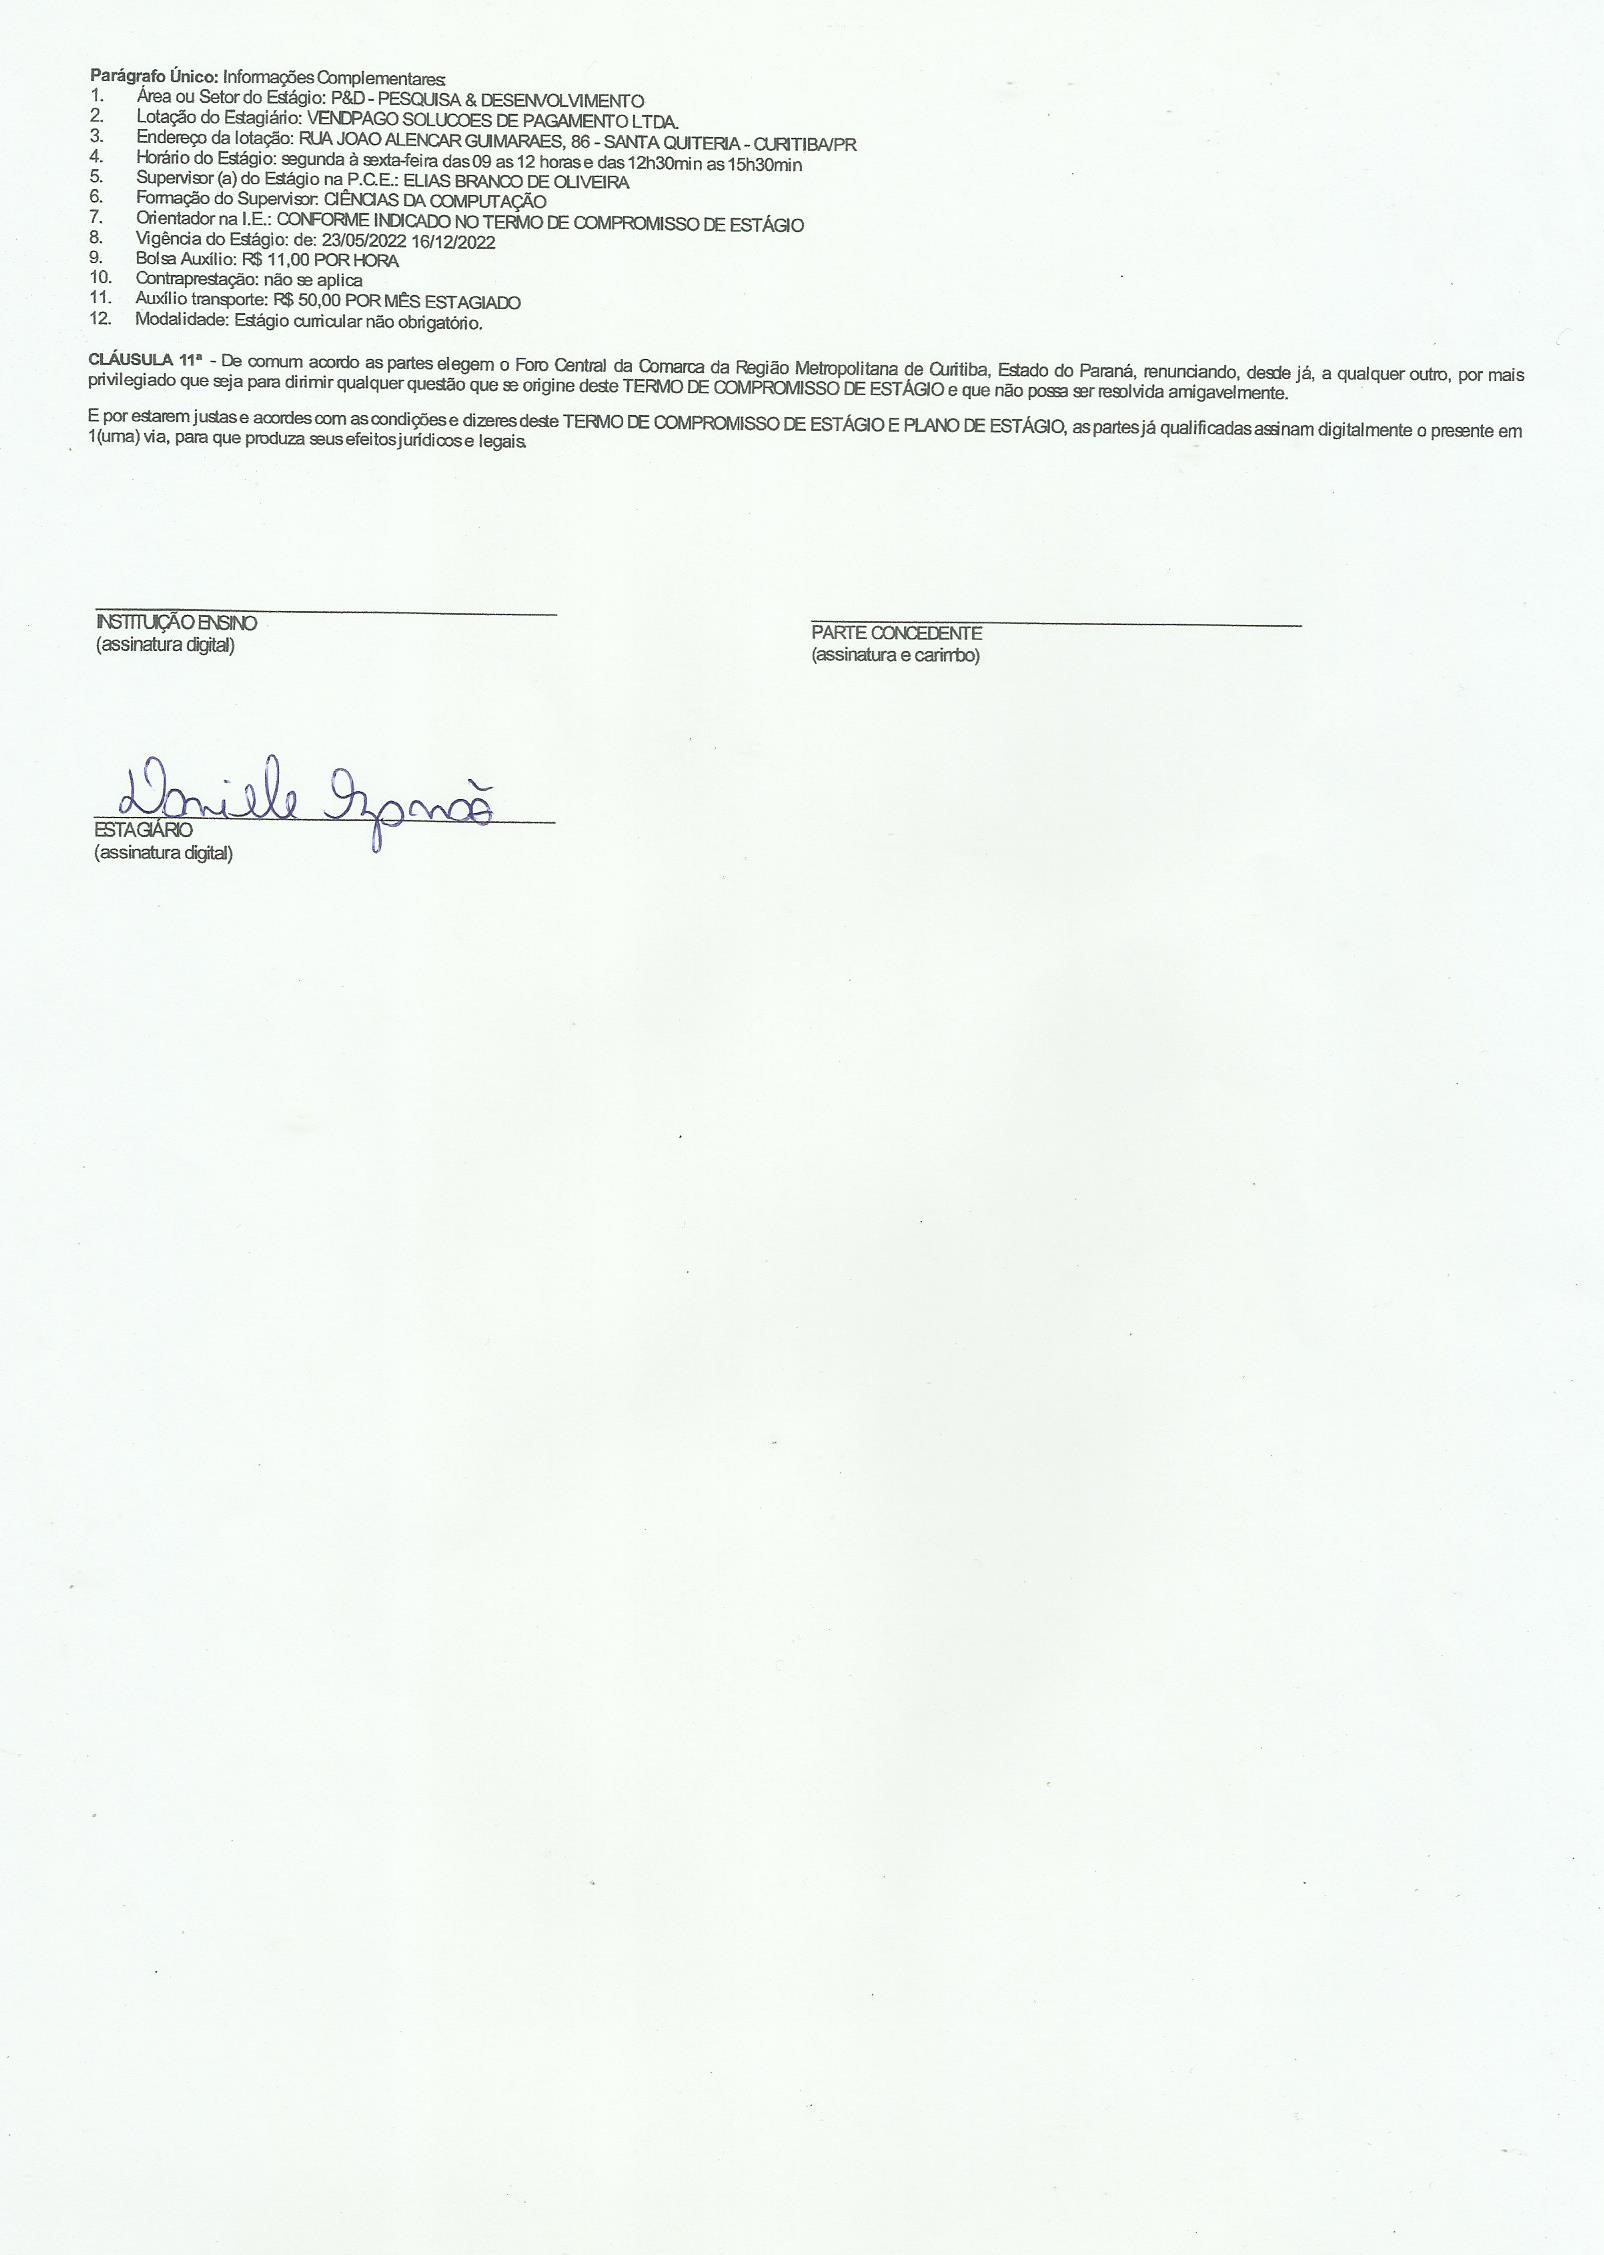 Parágrafo Único: Informações Complementares:
1. Área ou Setor do Estágio: P&D - PESQUISA & DESENVOLVIMENTO
2. Lotação do Estagiário: VENDPAGO SOLUCOES DE PAGAMENTO LTDA.
3. Endereço da lotação: RUA JOAO ALENCAR GUIMARAES, 86 - SANTA QUITERIA - CURITIBA/PR
4. Horário do Estágio: segunda à sexta-feira das 09 as 12 horas e das 12h30min as 15h30min
5. Supervisor (a) do Estágio na P.C.E.: ELIAS BRANCO DE OLIVEIRA
6. Formação do Supervisor: CIÊNCIAS DA COMPUTAÇÃO
7. Orientador na I.E.: CONFORME INDICADO NO TERMO DE COMPROMISSO DE ESTÁGIO
8. Vigência do Estágio: de: 23/05/2022 16/12/2022
9. Bolsa Auxílio: R$ 11,00 POR HORA
10. Contraprestação: não se aplica
11. Auxílio transporte: R$ 50,00 POR MÊS ESTAGIADO
12. Modalidade: Estágio curricular não obrigatório.
CLÁUSULA 11ª - De comum acordo as partes elegem o Foro Central da Comarca da Região Metropolitana de Curitiba, Estado do Paraná, renunciando, desde já, a qualquer outro, por mais
privilegiado que seja para dirimir qualquer questão que se origine deste TERMO DE COMPROMISSO DE ESTÁGIO e que não possa ser resolvida amigavelmente.
E por estarem justas e acordes com as condições e dizeres deste TERMO DE COMPROMISSO DE ESTÁGIO E PLANO DE ESTÁGIO, as partes já qualificadas assinam digitalmente o presente em
1(uma) via, para que produza seus efeitos jurídicos e legais.
INSTITUIÇÃO ENSINO
(assinatura digital)
PARTE CONCEDENTE
(assinatura e carimbo)
Daniele
ESTAGIÁRIO
(assinatura digital)